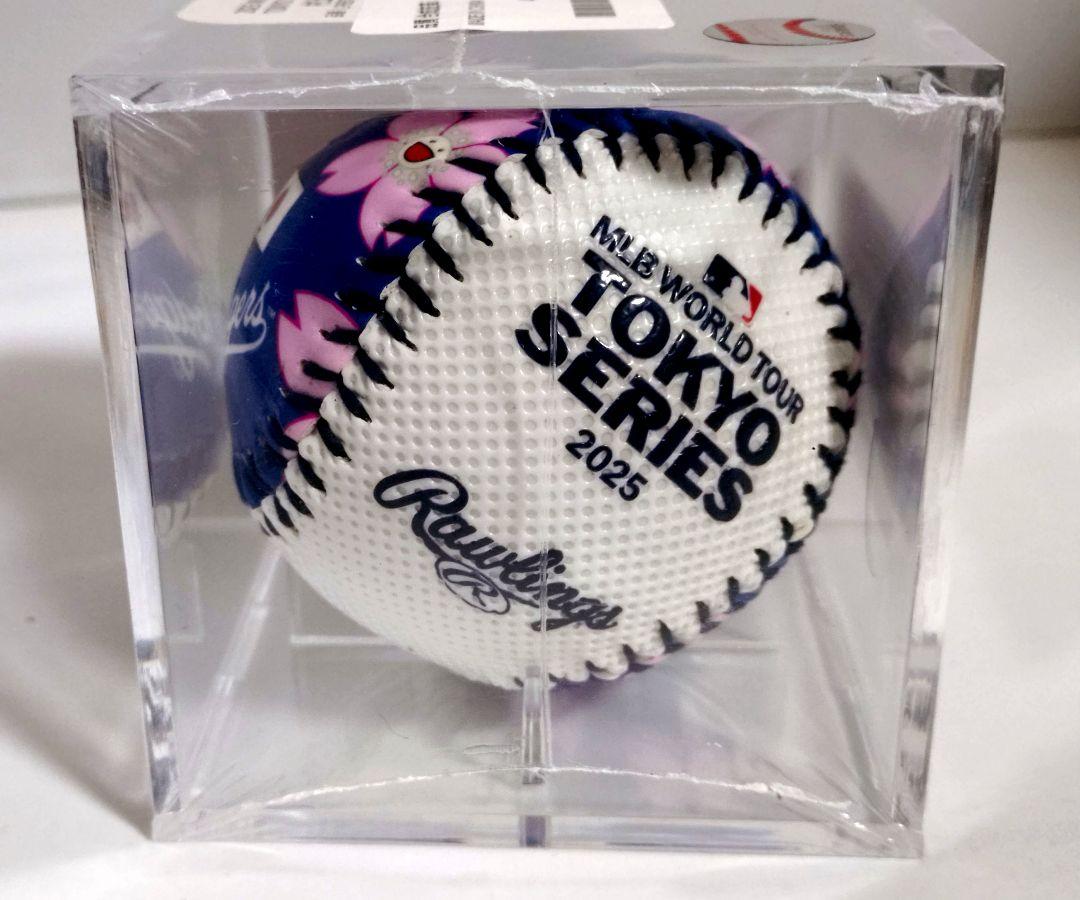 MLB WORLD TOUR
TOKYO
SERIES
2025
Rawlings
R